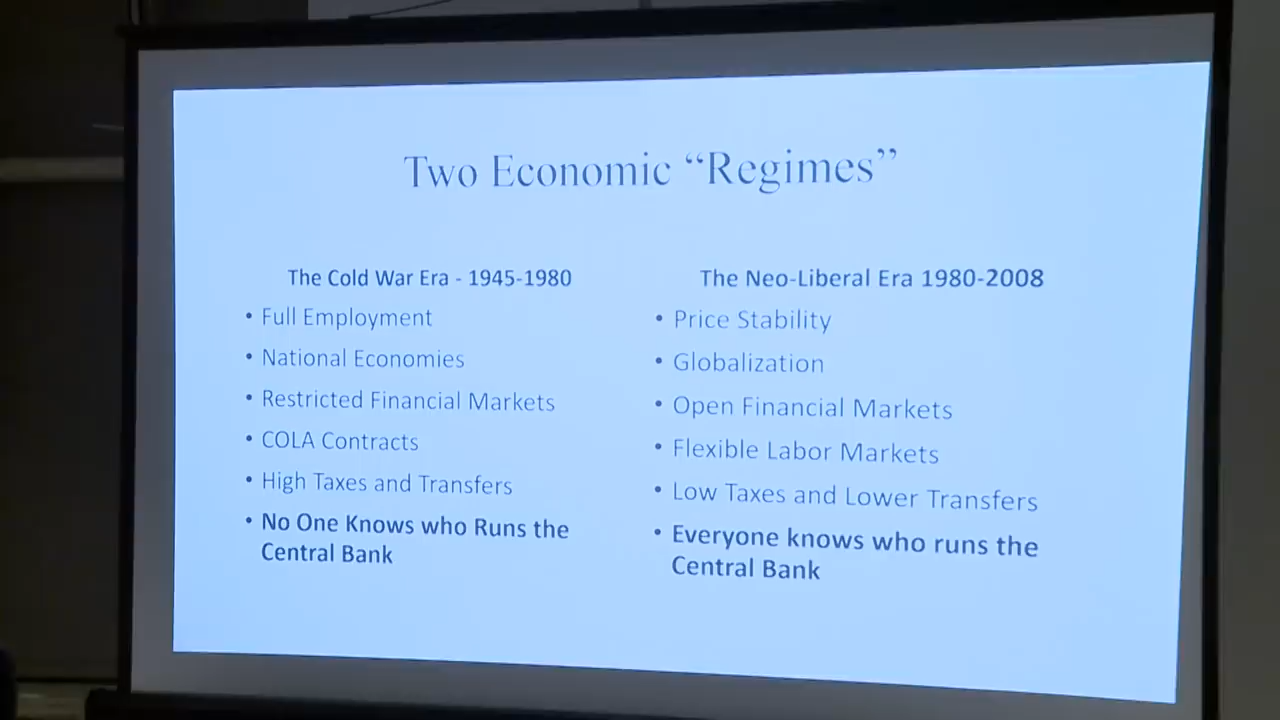 Two Economic “Regimes”
The Cold War Era - 1945-1980
• Full Employment
• National Economies
• Restricted Financial Markets
• COLA Contracts
• High Taxes and Transfers
• No One Knows who Runs the
Central Bank
The Neo-Liberal Era 1980-2008
• Price Stability
• Globalization
• Open Financial Markets
• Flexible Labor Markets
• Low Taxes and Lower Transfers
• Everyone knows who runs the
Central Bank